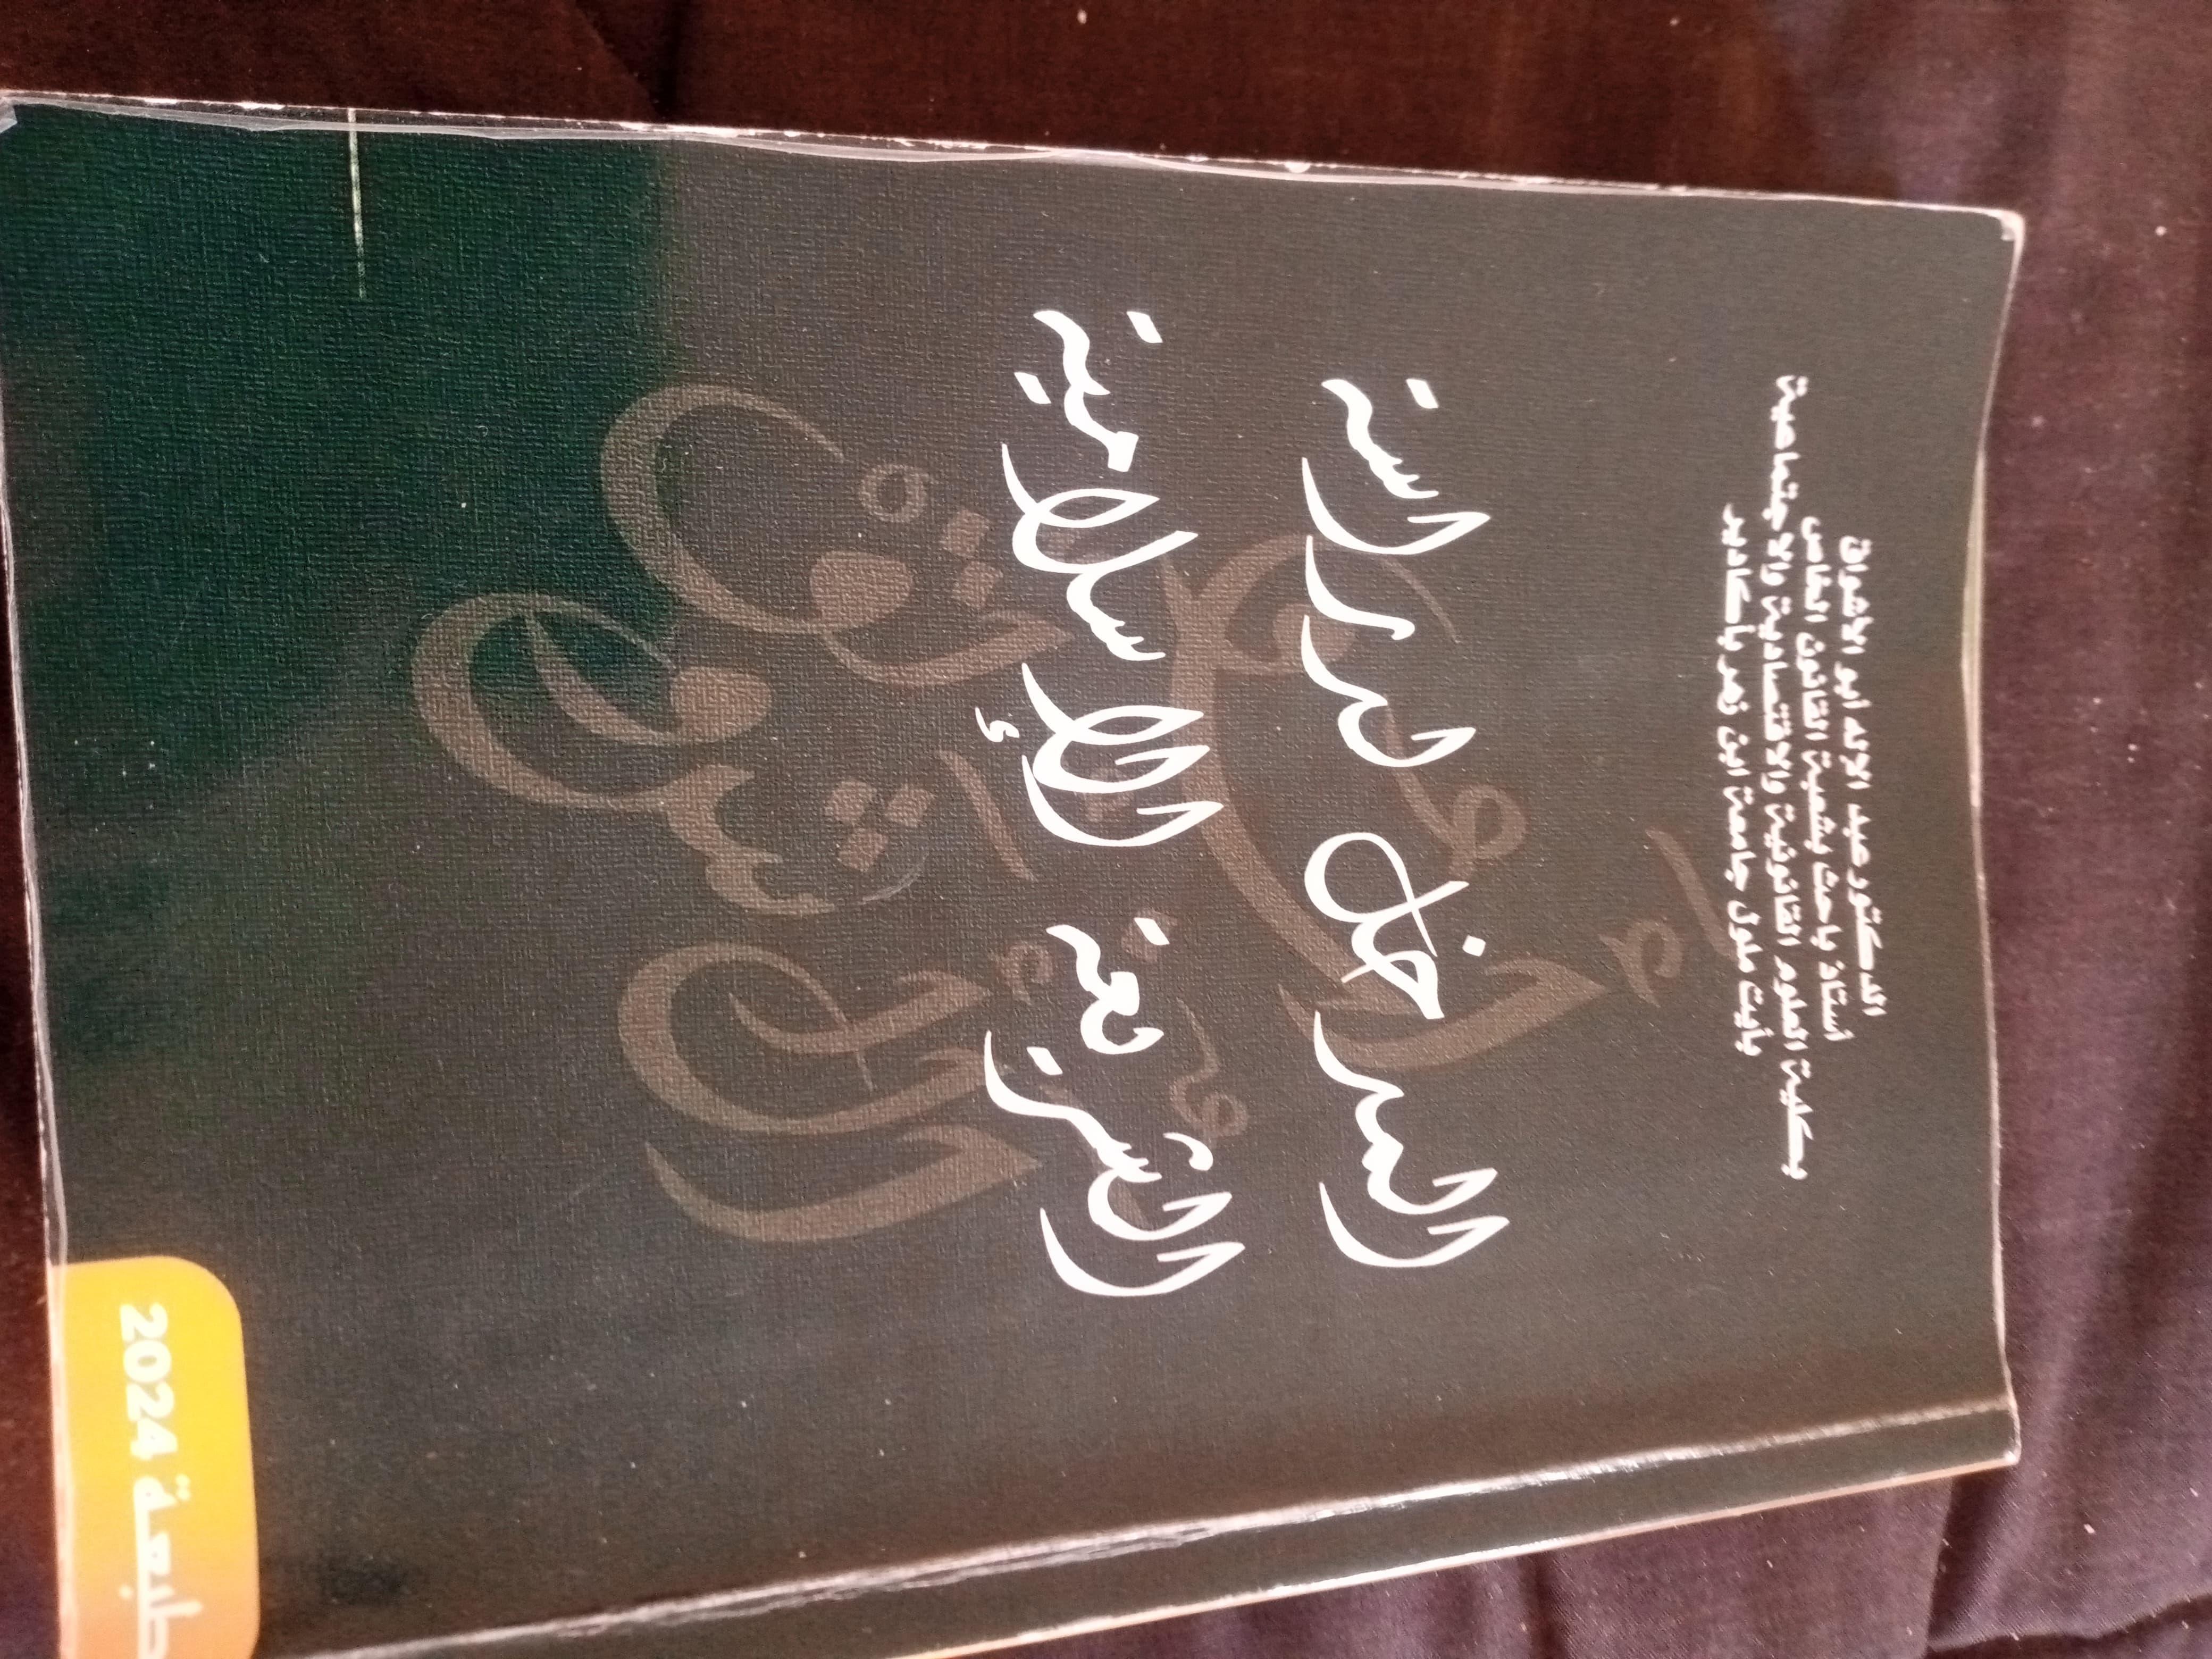 الدكتور عبد الإله أبو الأشواق
أستاذ باحث بشعبة القانون الخاص
بكلية العلوم القانونية والاقتصادية والاجتماعية
بأيت ملول جامعة ابن زهر بأكادير
المدخل لدراسة
الشريعة الإسلامية
طبعة 2024